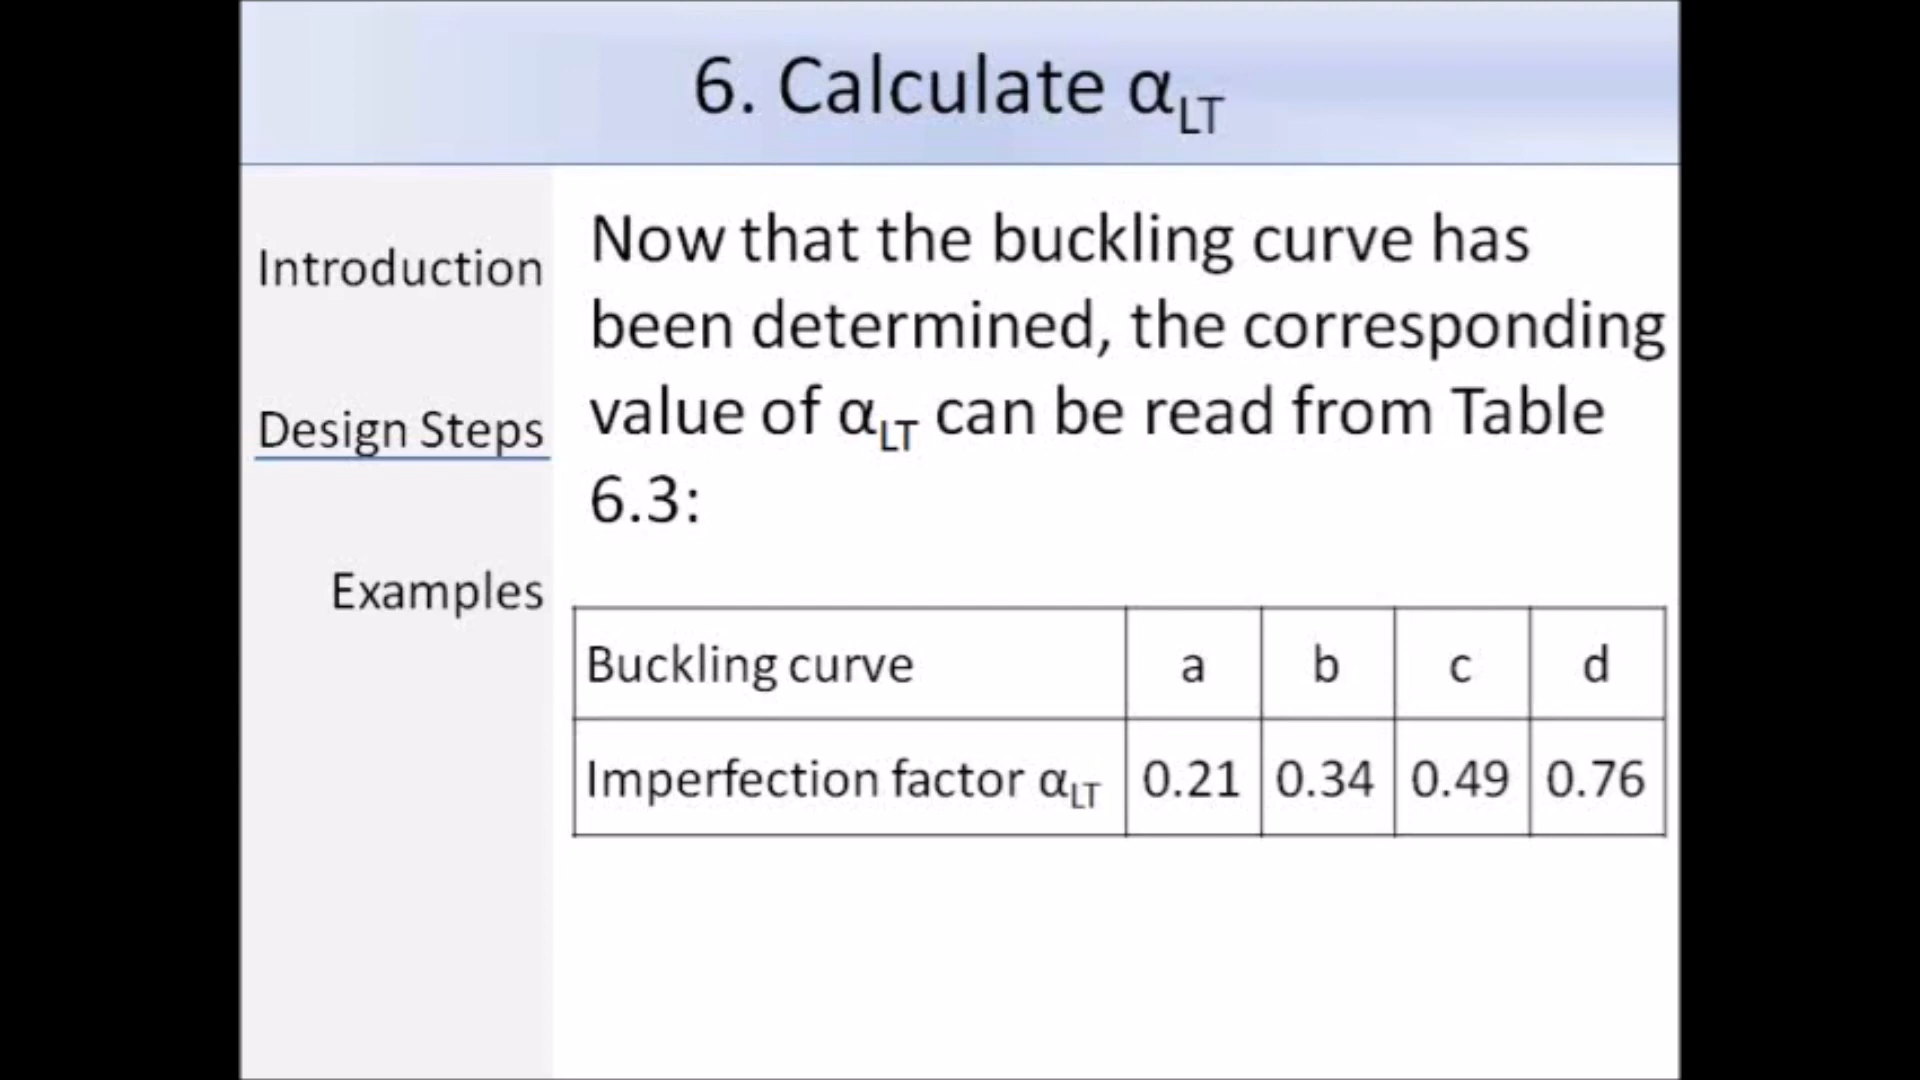 6. Calculate αLT
Introduction
Design Steps
Examples
Now that the buckling curve has
been determined, the corresponding
value of αLT can be read from Table
6.3:
Buckling curve a b c d
Imperfection factor αLT 0.21 0.34 0.49 0.76